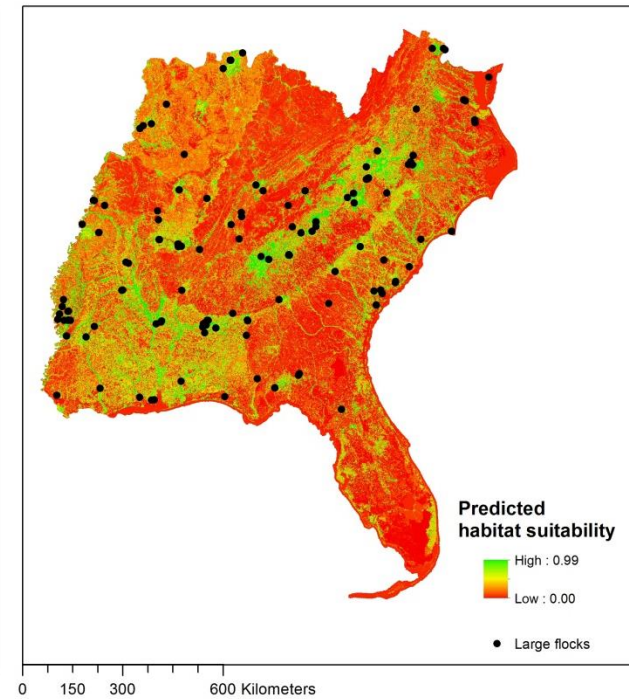 Predicted
habitat suitability
High : 0.99
Low : 0.00
Large flocks
0 150 300 600 Kilometers